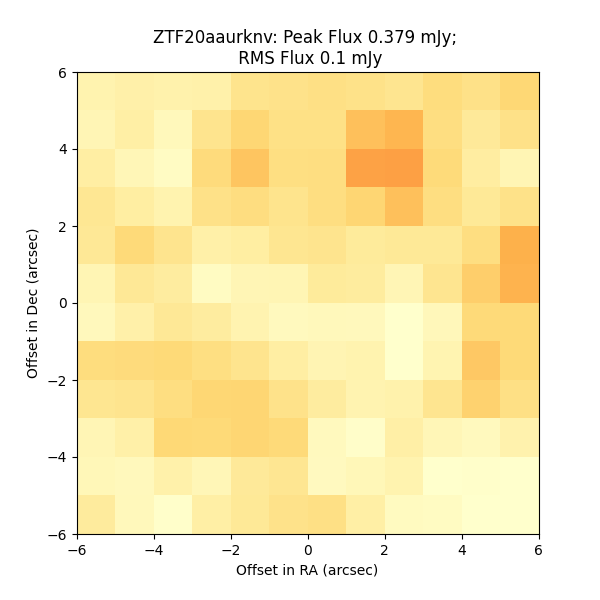 ZTF20aaurknv: Peak Flux 0.379 mJy;
RMS Flux 0.1 mJy
6
4
2
0
−2
−4
−6
Offset in Dec (arcsec)
−6 −4 −2 0 2 4 6
Offset in RA (arcsec)